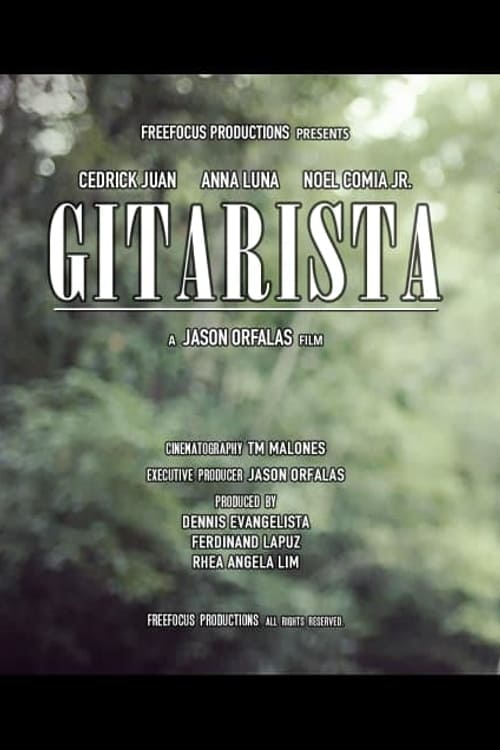 FREEFOCUS PRODUCTIONS PRESENTS
CEDRICK JUAN ANNA LUNA NOEL COMIA JR.
GITARISTA
A JASON ORFALAS FILM
CINEMATOGRAPHY TM MALONES
EXECUTIVE PRODUCER JASON ORFALAS
PRODUCED BY
DENNIS EVANGELISTA
FERDINAND LAPUZ
RHEA ANGELA LIM
FREEFOCUS PRODUCTIONS ALL RIGHTS RESERVED.